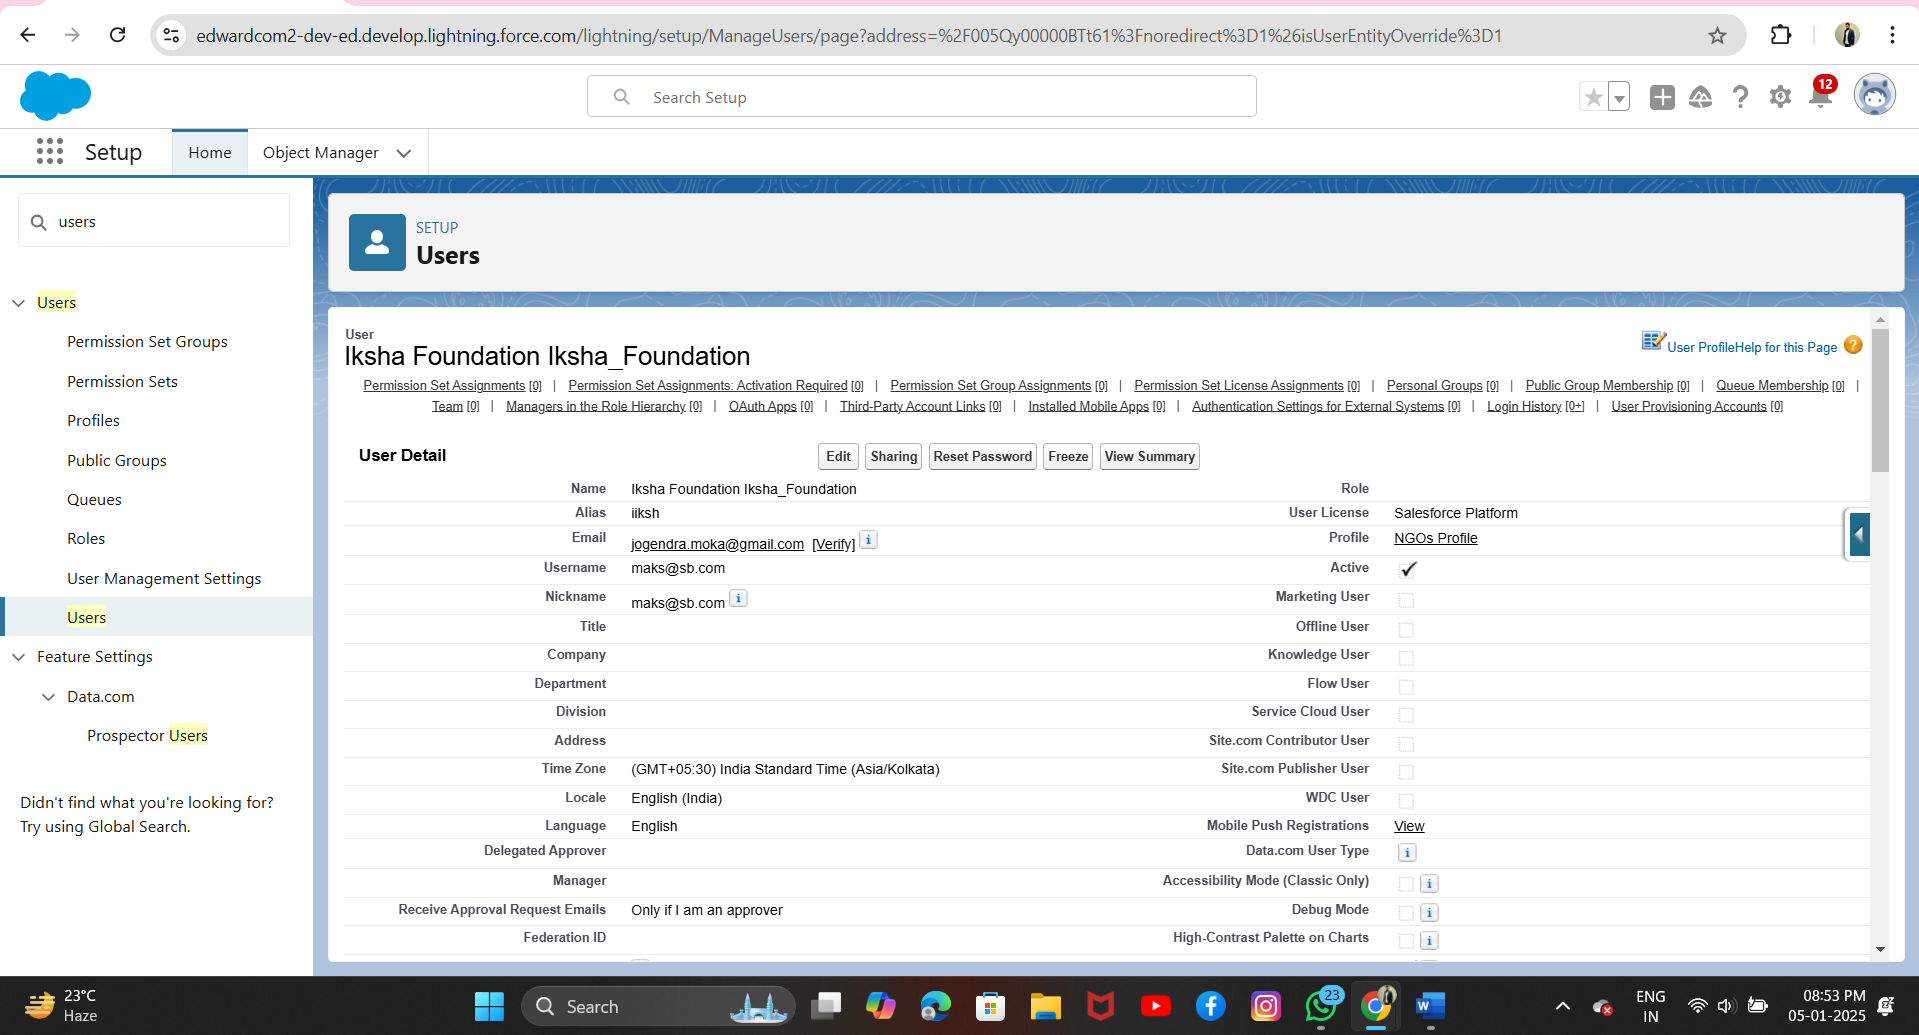 edwardcom2-dev-ed.develop.lightning.force.com/lightning/setup/ManageUsers/page?address=%2F005Qy00000BTt61%3Fnoredirect%3D1%26isUserEntityOverride%3D1
Search Setup
12
Setup
Home
Object Manager
users
Users
Permission Set Groups
Permission Sets
Profiles
Public Groups
Queues
Roles
User Management Settings
Users
Feature Settings
Data.com
Prospector Users
Didn't find what you're looking for?
Try using Global Search.
SETUP
Users
User
Iksha Foundation Iksha_Foundation
User Profile Help for this Page
Permission Set Assignments [0] | Permission Set Assignments: Activation Required [0] | Permission Set Group Assignments [0] | Permission Set License Assignments [0] | Personal Groups [0] | Public Group Membership [0] | Queue Membership [0] |
Team [0] | Managers in the Role Hierarchy [0] | OAuth Apps [0] | Third-Party Account Links [0] | Installed Mobile Apps [0] | Authentication Settings for External Systems [0] | Login History [0+] | User Provisioning Accounts [0]
User Detail
Edit Sharing Reset Password Freeze View Summary
Name Iksha Foundation Iksha_Foundation Role
Alias iiksh User License Salesforce Platform
Email jogendra.moka@gmail.com [Verify] i Profile NGOs Profile
Username maks@sb.com Active
Nickname maks@sb.com i Marketing User
Title Offline User
Company Knowledge User
Department Flow User
Division Service Cloud User
Address Site.com Contributor User
Time Zone (GMT+05:30) India Standard Time (Asia/Kolkata) Site.com Publisher User
Locale English (India) WDC User
Language English Mobile Push Registrations View
Delegated Approver Data.com User Type i
Manager Accessibility Mode (Classic Only) i
Receive Approval Request Emails Only if I am an approver Debug Mode i
Federation ID High-Contrast Palette on Charts i
23°C
Haze
Search
23
ENG
IN
08:53 PM
05-01-2025